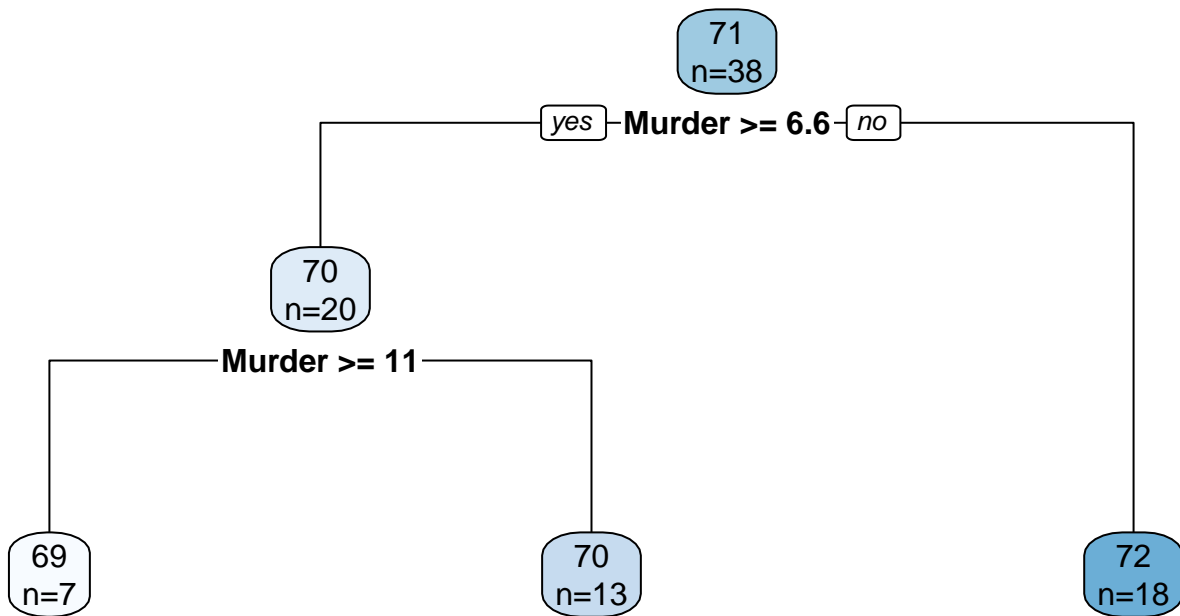 71
n=38
yes Murder >= 6.6 no
70
n=20
Murder >= 11
69
n=7
70
n=13
72
n=18